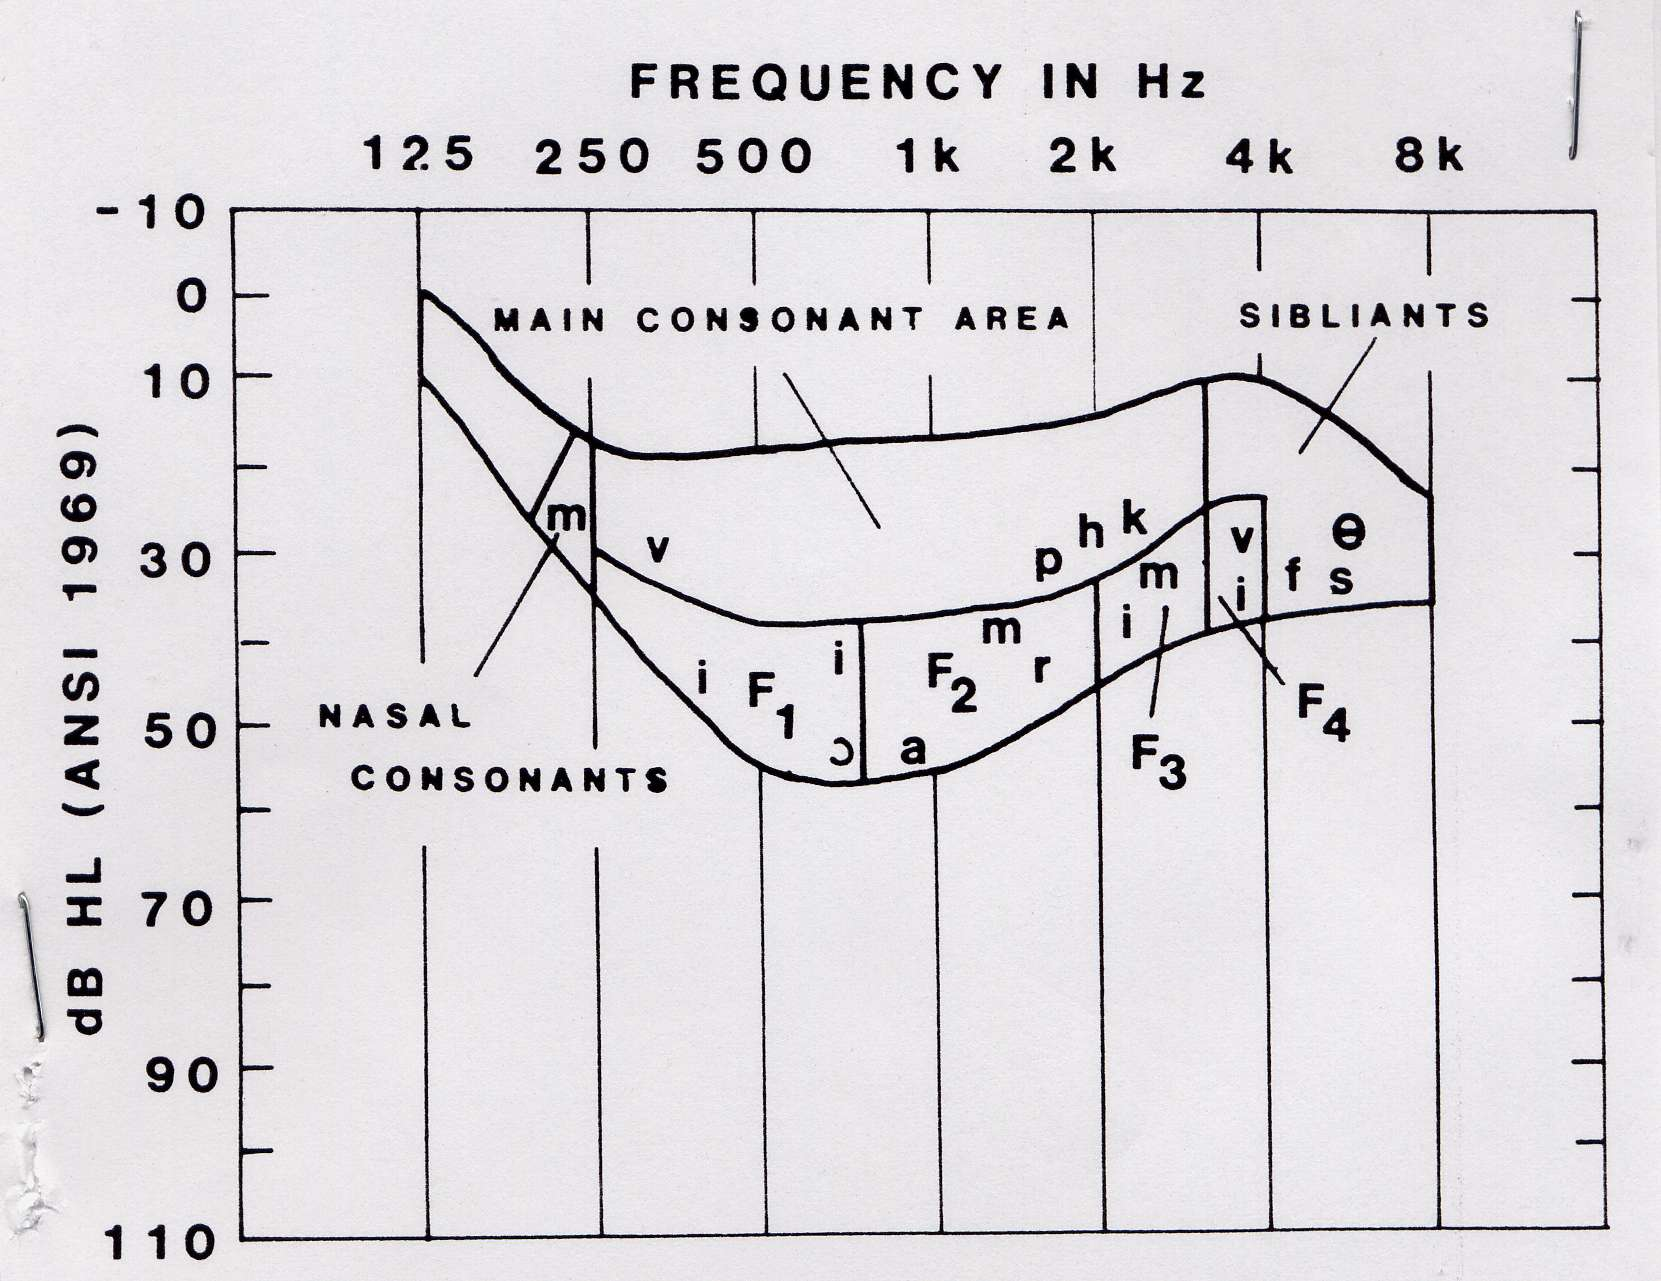 FREQUENCY IN Hz
125 250 500 1k 2k 4k 8k
-10
0
MAIN CONSONANT AREA
SIBLIANTS
10
30
50
70
90
110
dB HL (ANSI 1969)
m
v
p h k
m
i
v
i
f
θ
s
i
F1
i
ɔ
F2
m
r
a
F3
F4
NASAL
CONSONANTS